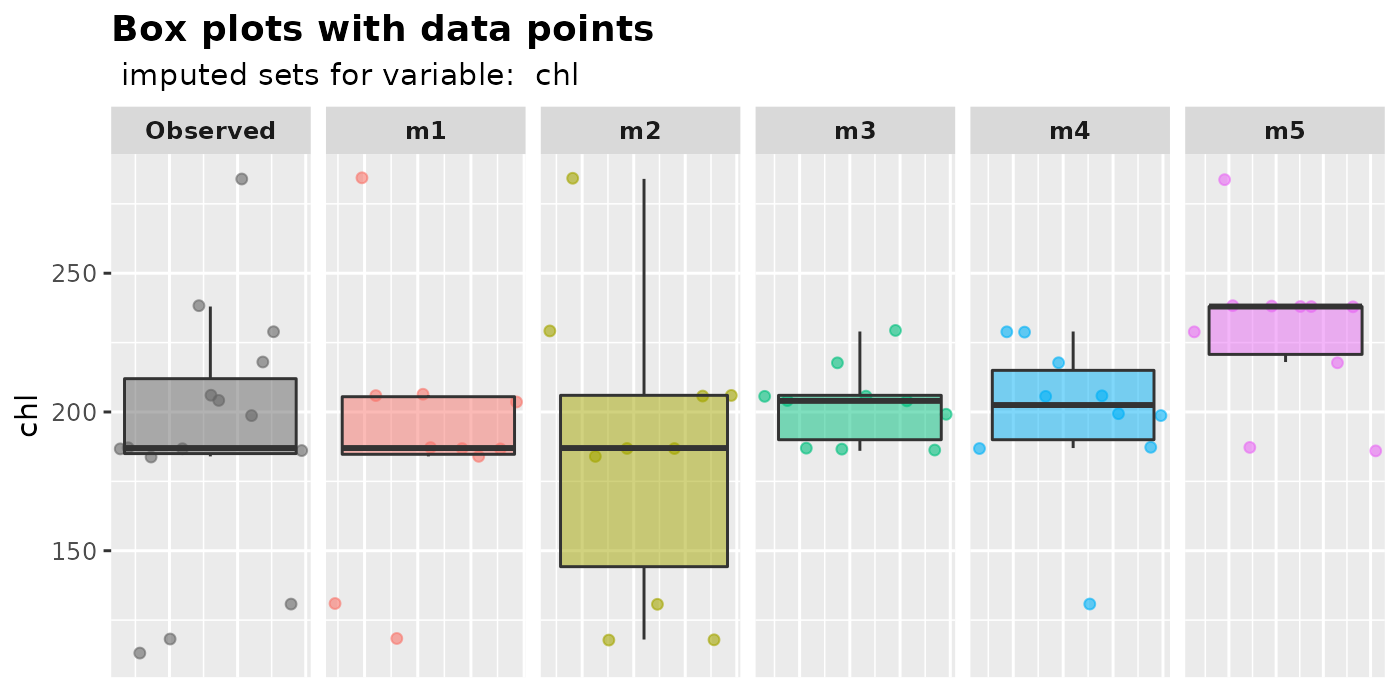 Box plots with data points
imputed sets for variable:  chl
Observed m1 m2 m3 m4 m5
chl
250
200
150